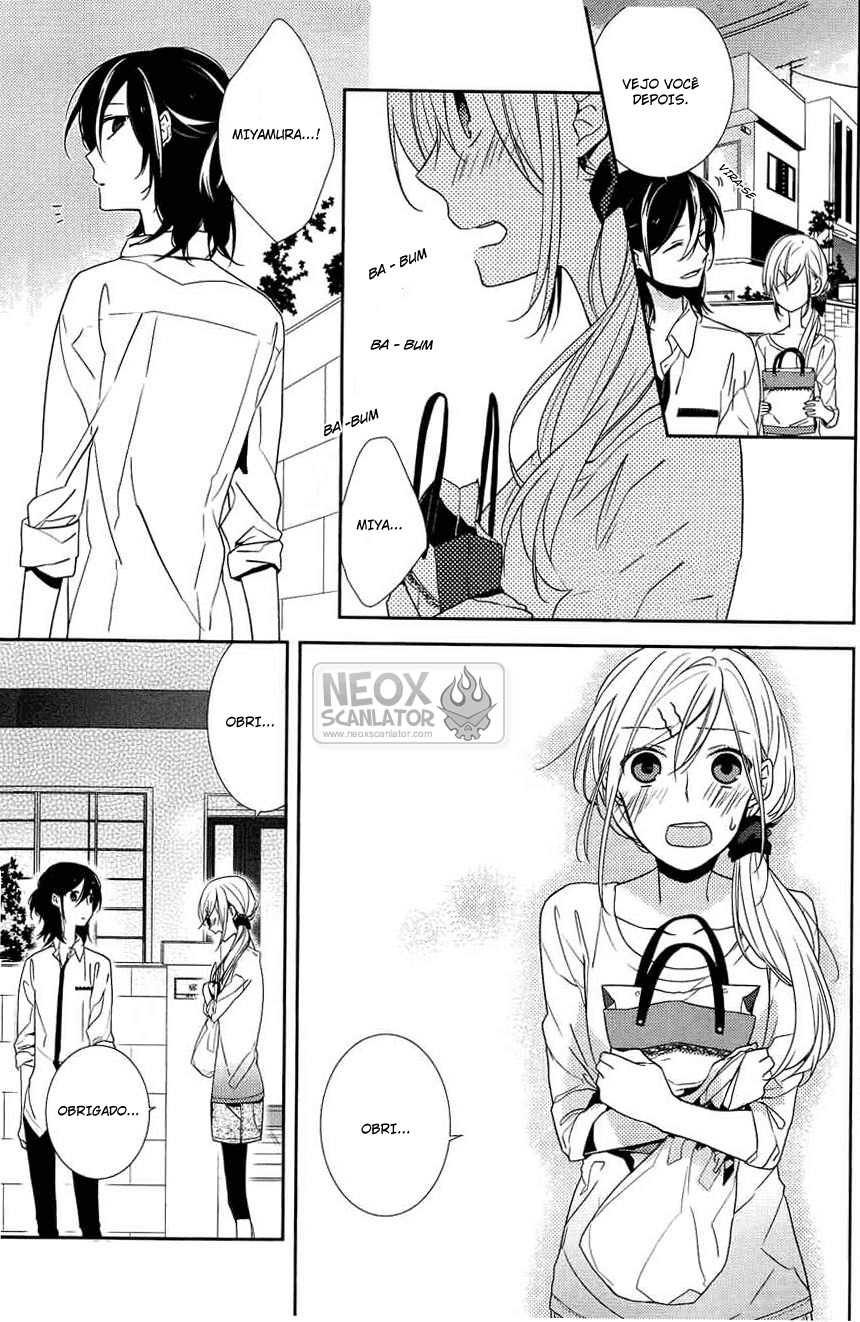 VEJO VOCÊ
DEPOIS.
VIRA-SE
BA - BUM
BA - BUM
BA -BUM
MIYA...
MIYAMURA...!
OBRI...
OBRI...
OBRIGADO...
NEOX
SCANLATOR
www.neoxscanlator.com